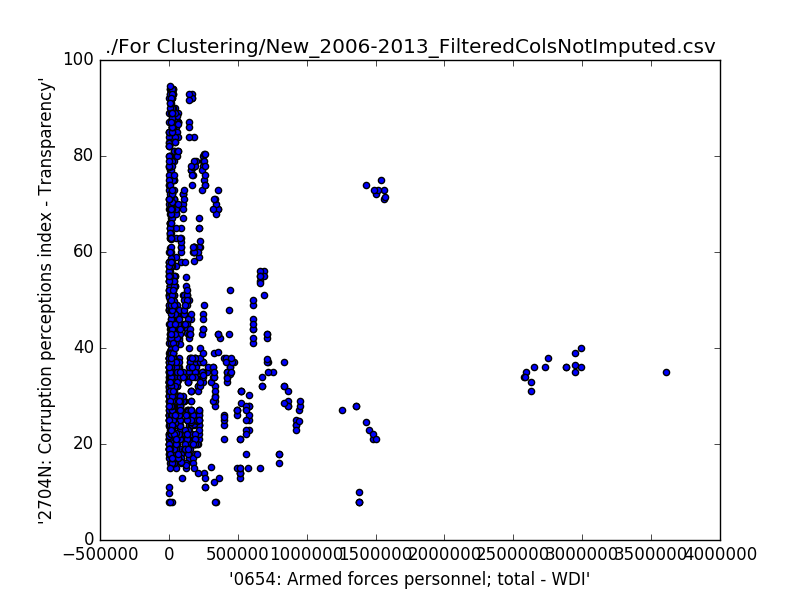 ./For Clustering/New_2006-2013_FilteredColsNotImputed.csv
'2704N: Corruption perceptions index - Transparency'
100
80
60
40
20
0
−500000 0 500000 1000000 1500000 2000000 2500000 3000000 3500000 4000000
'0654: Armed forces personnel; total - WDI'